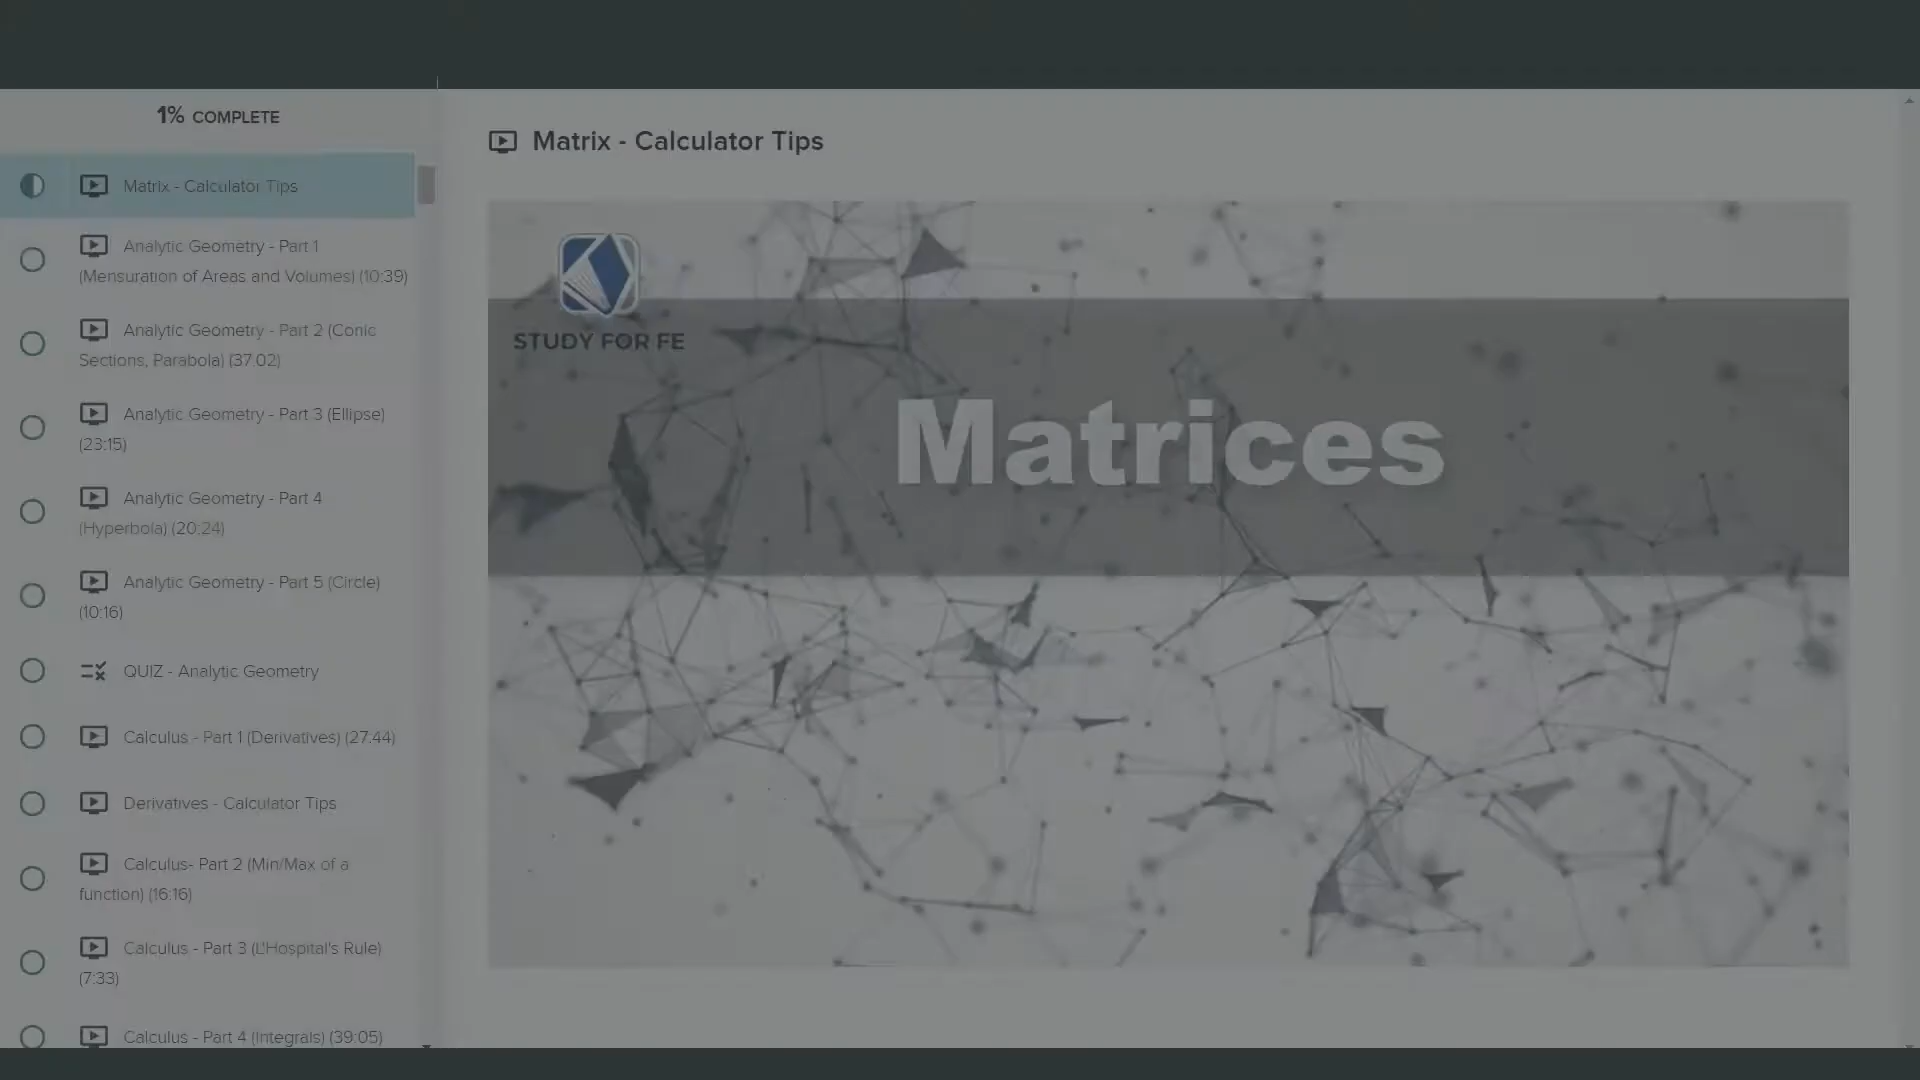 1% COMPLETE
Matrix - Calculator Tips
Analytic Geometry - Part 1
(Mensuration of Areas and Volumes) (10:39)
Analytic Geometry - Part 2 (Conic
Sections, Parabola) (37:02)
Analytic Geometry - Part 3 (Ellipse)
(23:15)
Analytic Geometry - Part 4
(Hyperbola) (20:24)
Analytic Geometry - Part 5 (Circle)
(10:16)
QUIZ - Analytic Geometry
Calculus - Part 1 (Derivatives) (27:44)
Derivatives - Calculator Tips
Calculus- Part 2 (Min/Max of a
function) (16:16)
Calculus - Part 3 (L'Hospital's Rule)
(7:33)
Calculus - Part 4 (Integrals) (39:05)
Matrix - Calculator Tips
STUDY FOR FE
Matrices